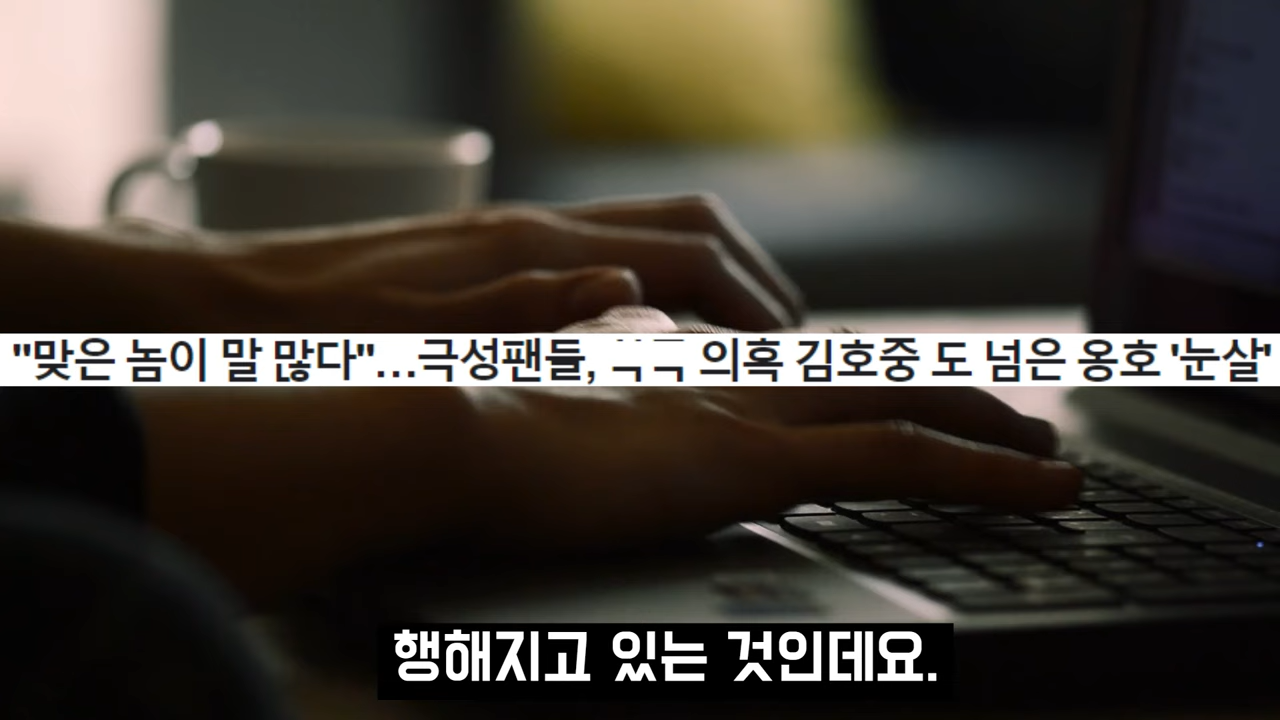 "맞은 놈이 말 많다"...극성팬들, 의혹 김호중 도 넘은 옹호 '눈살'
행해지고 있는 것인데요.